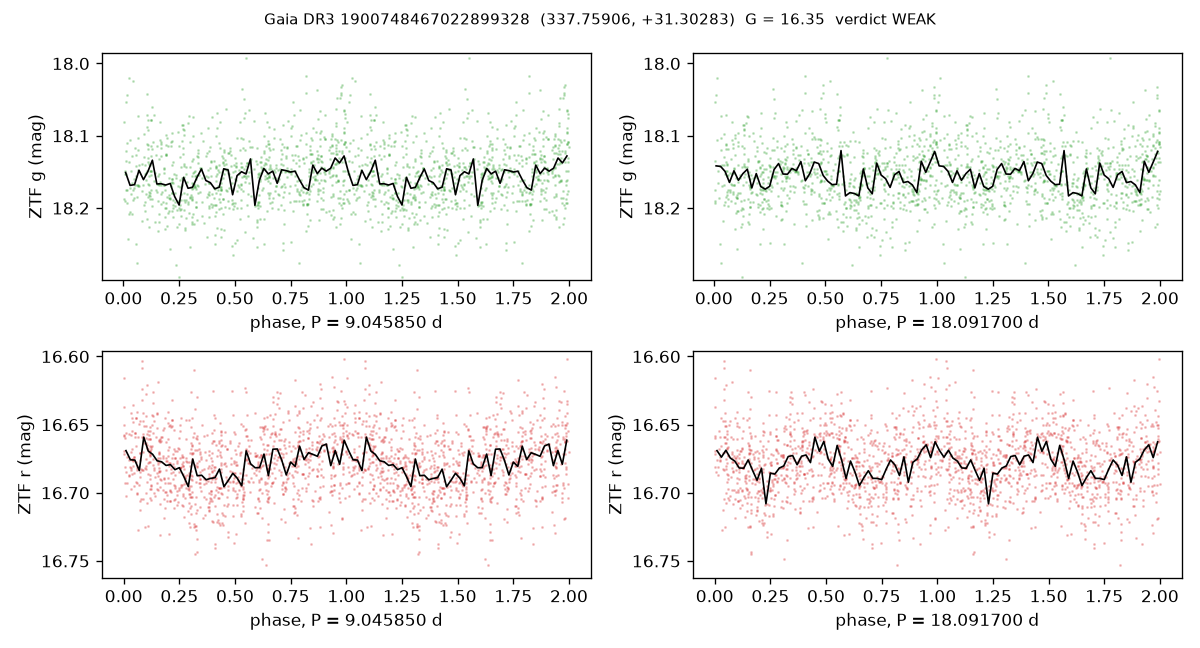 Gaia DR3 1900748467022899328 (337.75906, +31.30283) G = 16.35 verdict WEAK
ZTF g (mag)
18.0
18.1
18.2
0.00 0.25 0.50 0.75 1.00 1.25 1.50 1.75 2.00
phase, P = 9.045850 d
ZTF g (mag)
18.0
18.1
18.2
0.00 0.25 0.50 0.75 1.00 1.25 1.50 1.75 2.00
phase, P = 18.091700 d
ZTF r (mag)
16.60
16.65
16.70
16.75
0.00 0.25 0.50 0.75 1.00 1.25 1.50 1.75 2.00
phase, P = 9.045850 d
ZTF r (mag)
16.60
16.65
16.70
16.75
0.00 0.25 0.50 0.75 1.00 1.25 1.50 1.75 2.00
phase, P = 18.091700 d